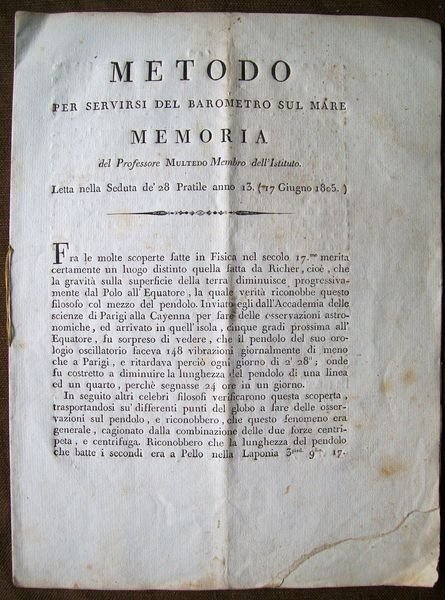 METODO
PER SERVIRSI DEL BAROMETRO SUL MARE
MEMORIA
del Professore MULTEDO Membro dell'Istituto.
Letta nella Seduta de' 28 Pratile anno 13. (17 Giugno 1805.)
Fra le molte scoperte fatte in Fisica nel secolo 17.mo merita
certamente un luogo distinto quella fatta da Richer, cioè, che
la gravità sulla superficie della terra diminuisce progressiva-
mente dal Polo all'Equatore, la quale verità riconobbe questo
filosofo col mezzo del pendolo. Inviato egli dall'Accademia delle
scienze di Parigi alla Cayenna per fare delle osservazioni astro-
nomiche, ed arrivato in quell'isola, cinque gradi prossima all'
Equatore, fu sorpreso di vedere, che il pendolo del suo oro-
logio oscillatorio faceva 148 vibrazioni giornalmente di meno
che a Parigi, e ritardava perciò ogni giorno di 2' 28"; onde
fu costretto a diminuire la lunghezza del pendolo di una linea
ed un quarto, perchè segnasse 24 ore in un giorno.
In seguito altri celebri filosofi verificarono questa scoperta,
trasportandosi su' differenti punti del globo a fare delle osser-
vazioni sul pendolo, e riconobbero, che questo fenomeno era
generale, cagionato dalla combinazione delle due forze centri-
peta, e centrifuga. Riconobbero che la lunghezza del pendolo
che batte i secondi era a Pello nella Laponia 3 9 17.